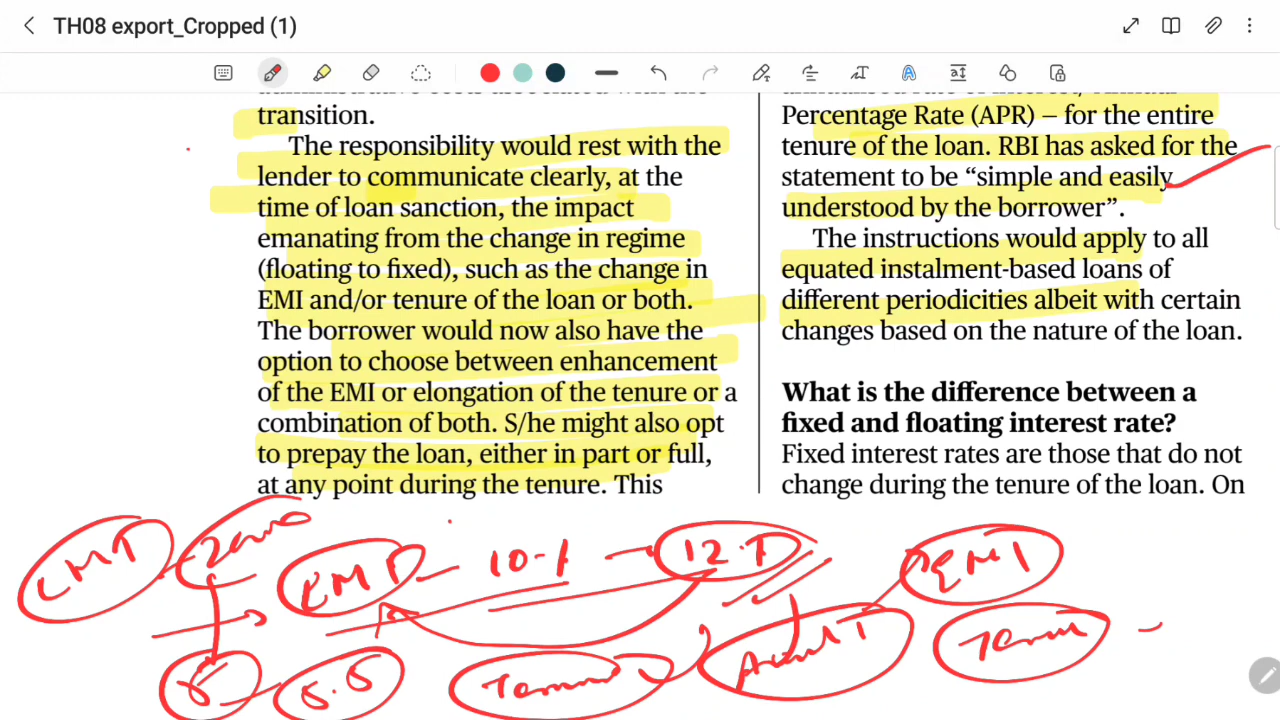 TH08 export_Cropped (1)
transition.
The responsibility would rest with the
lender to communicate clearly, at the
time of loan sanction, the impact
emanating from the change in regime
(floating to fixed), such as the change in
EMI and/or tenure of the loan or both.
The borrower would now also have the
option to choose between enhancement
of the EMI or elongation of the tenure or a
combination of both. S/he might also opt
to prepay the loan, either in part or full,
at any point during the tenure. This
Percentage Rate (APR) – for the entire
tenure of the loan. RBI has asked for the
statement to be “simple and easily
understood by the borrower”.
The instructions would apply to all
equated instalment-based loans of
different periodicities albeit with certain
changes based on the nature of the loan.
What is the difference between a
fixed and floating interest rate?
Fixed interest rates are those that do not
change during the tenure of the loan. On
EMI
5.5